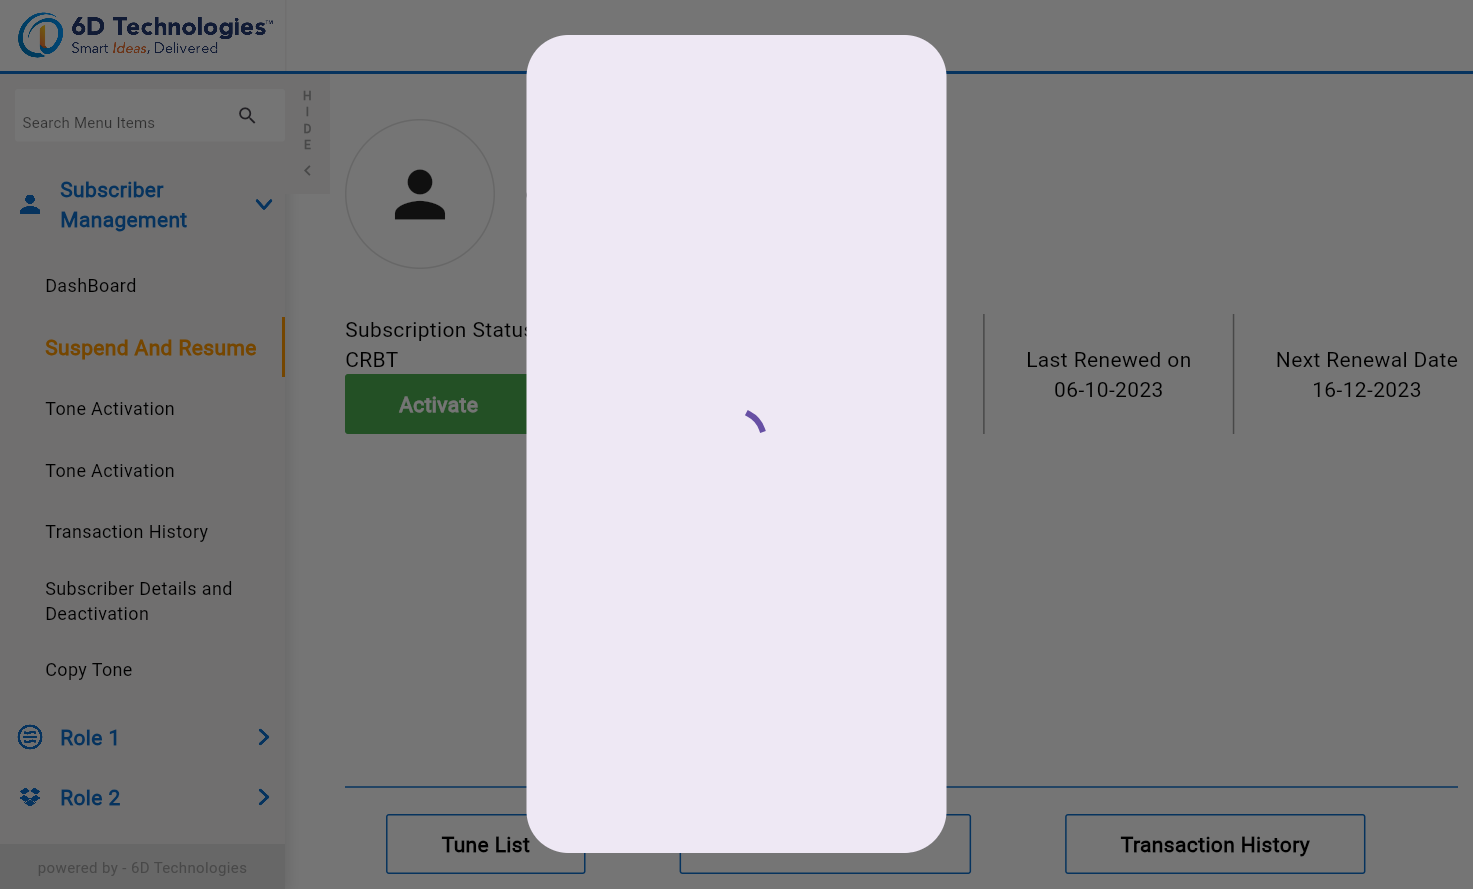 6D Technologies™
Smart Ideas, Delivered
Search Menu Items
HIDE
Subscriber
Management
DashBoard
Suspend And Resume
Tone Activation
Tone Activation
Transaction History
Subscriber Details and
Deactivation
Copy Tone
Role 1
Role 2
powered by - 6D Technologies
Subscription Status
CRBT
Activate
Last Renewed on
06-10-2023
Next Renewal Date
16-12-2023
Tune List
Transaction History